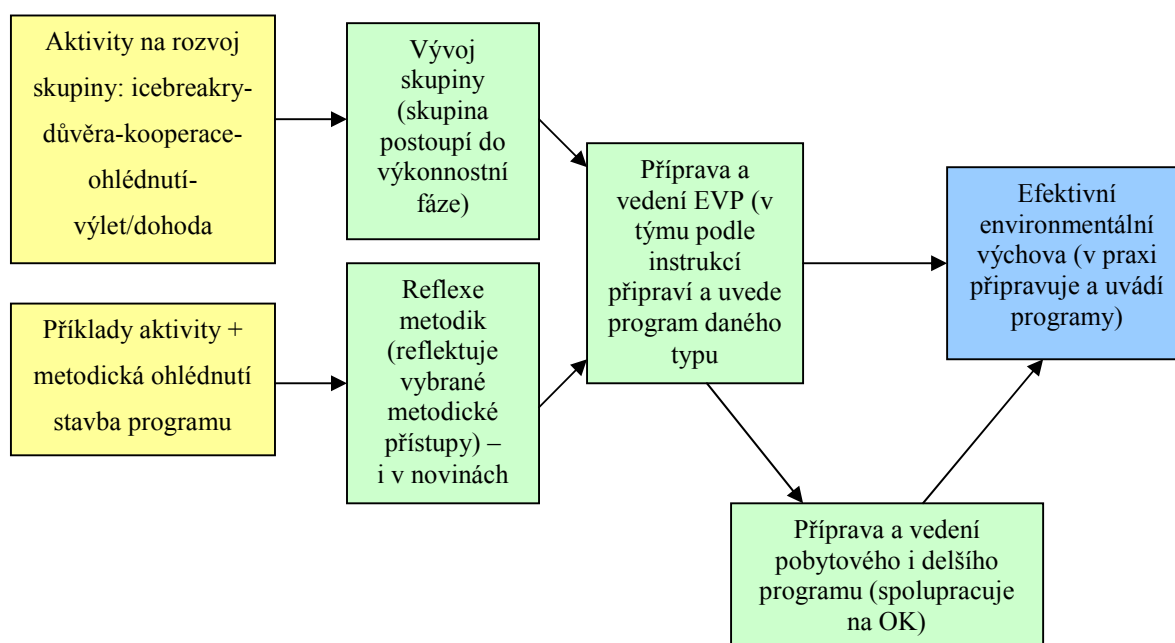 Aktivity na rozvoj
skupiny: icebreakry-
důvěra-kooperace-
ohlédnutí-
výlet/dohoda
Vývoj
skupiny
(skupina
postoupí do
výkonnostní
fáze)
Příklady aktivity +
metodická ohlédnutí
stavba programu
Reflexe
metodik
(reflektuje
vybrané
metodické
přístupy) –
i v novinách
Příprava a
vedení EVP (v
týmu podle
instrukcí
připraví a uvede
program daného
typu
Efektivní
environmentální
výchova (v praxi
připravuje a uvádí
programy)
Příprava a vedení
pobytového i delšího
programu (spolupracuje
na OK)